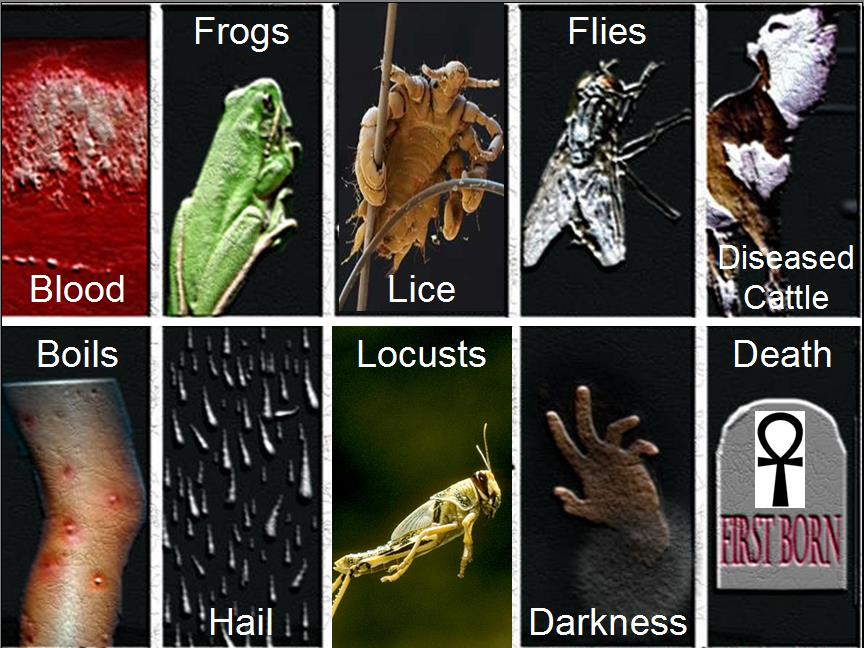 Blood
Frogs
Lice
Flies
Diseased
Cattle
Boils
Hail
Locusts
Darkness
Death
FIRST BORN